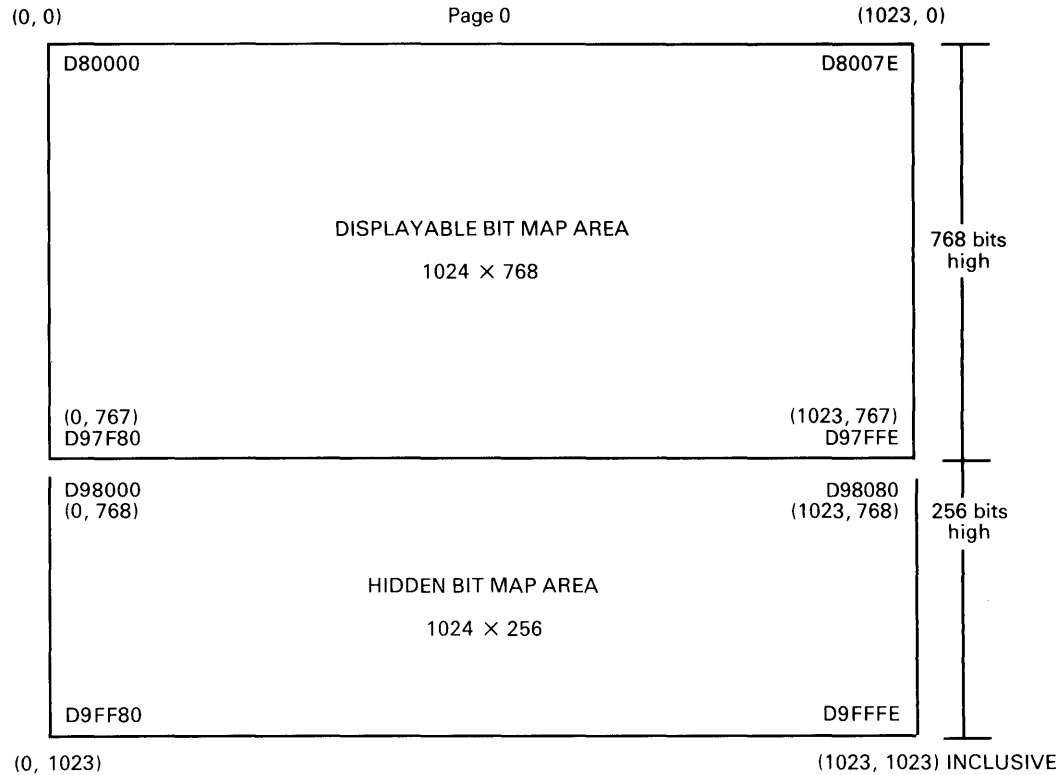 (0, 0) Page 0 (1023, 0)
D80000 D8007E
DISPLAYABLE BIT MAP AREA
1024 × 768
768 bits
high
(0, 767) (1023, 767)
D97F80 D97FFE
D98000 D98080
(0, 768) (1023, 768)
256 bits
high
HIDDEN BIT MAP AREA
1024 × 256
D9FF80 D9FFFE
(0, 1023) (1023, 1023) INCLUSIVE